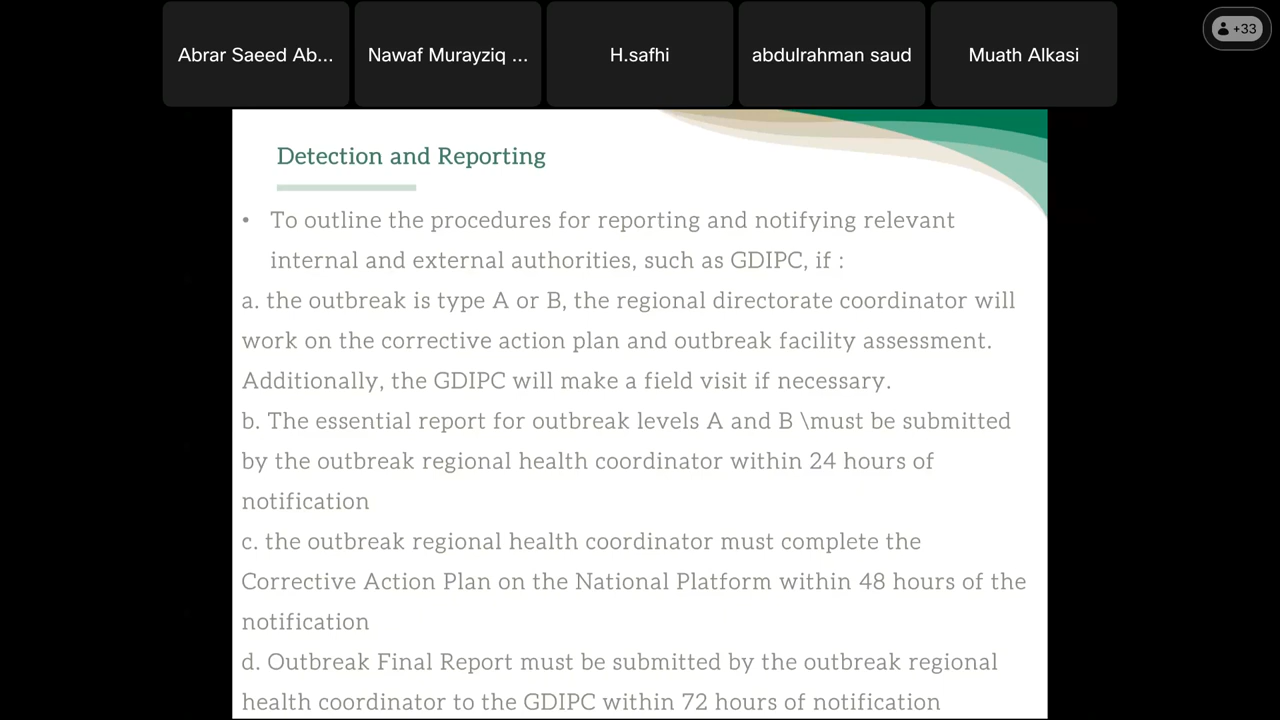 Abrar Saeed Ab...
Nawaf Murayziq ...
H.safhi
abdulrahman saud
Muath Alkasi
+33
Detection and Reporting
• To outline the procedures for reporting and notifying relevant
internal and external authorities, such as GDIPC, if :
a. the outbreak is type A or B, the regional directorate coordinator will
work on the corrective action plan and outbreak facility assessment.
Additionally, the GDIPC will make a field visit if necessary.
b. The essential report for outbreak levels A and B \must be submitted
by the outbreak regional health coordinator within 24 hours of
notification
c. the outbreak regional health coordinator must complete the
Corrective Action Plan on the National Platform within 48 hours of the
notification
d. Outbreak Final Report must be submitted by the outbreak regional
health coordinator to the GDIPC within 72 hours of notification